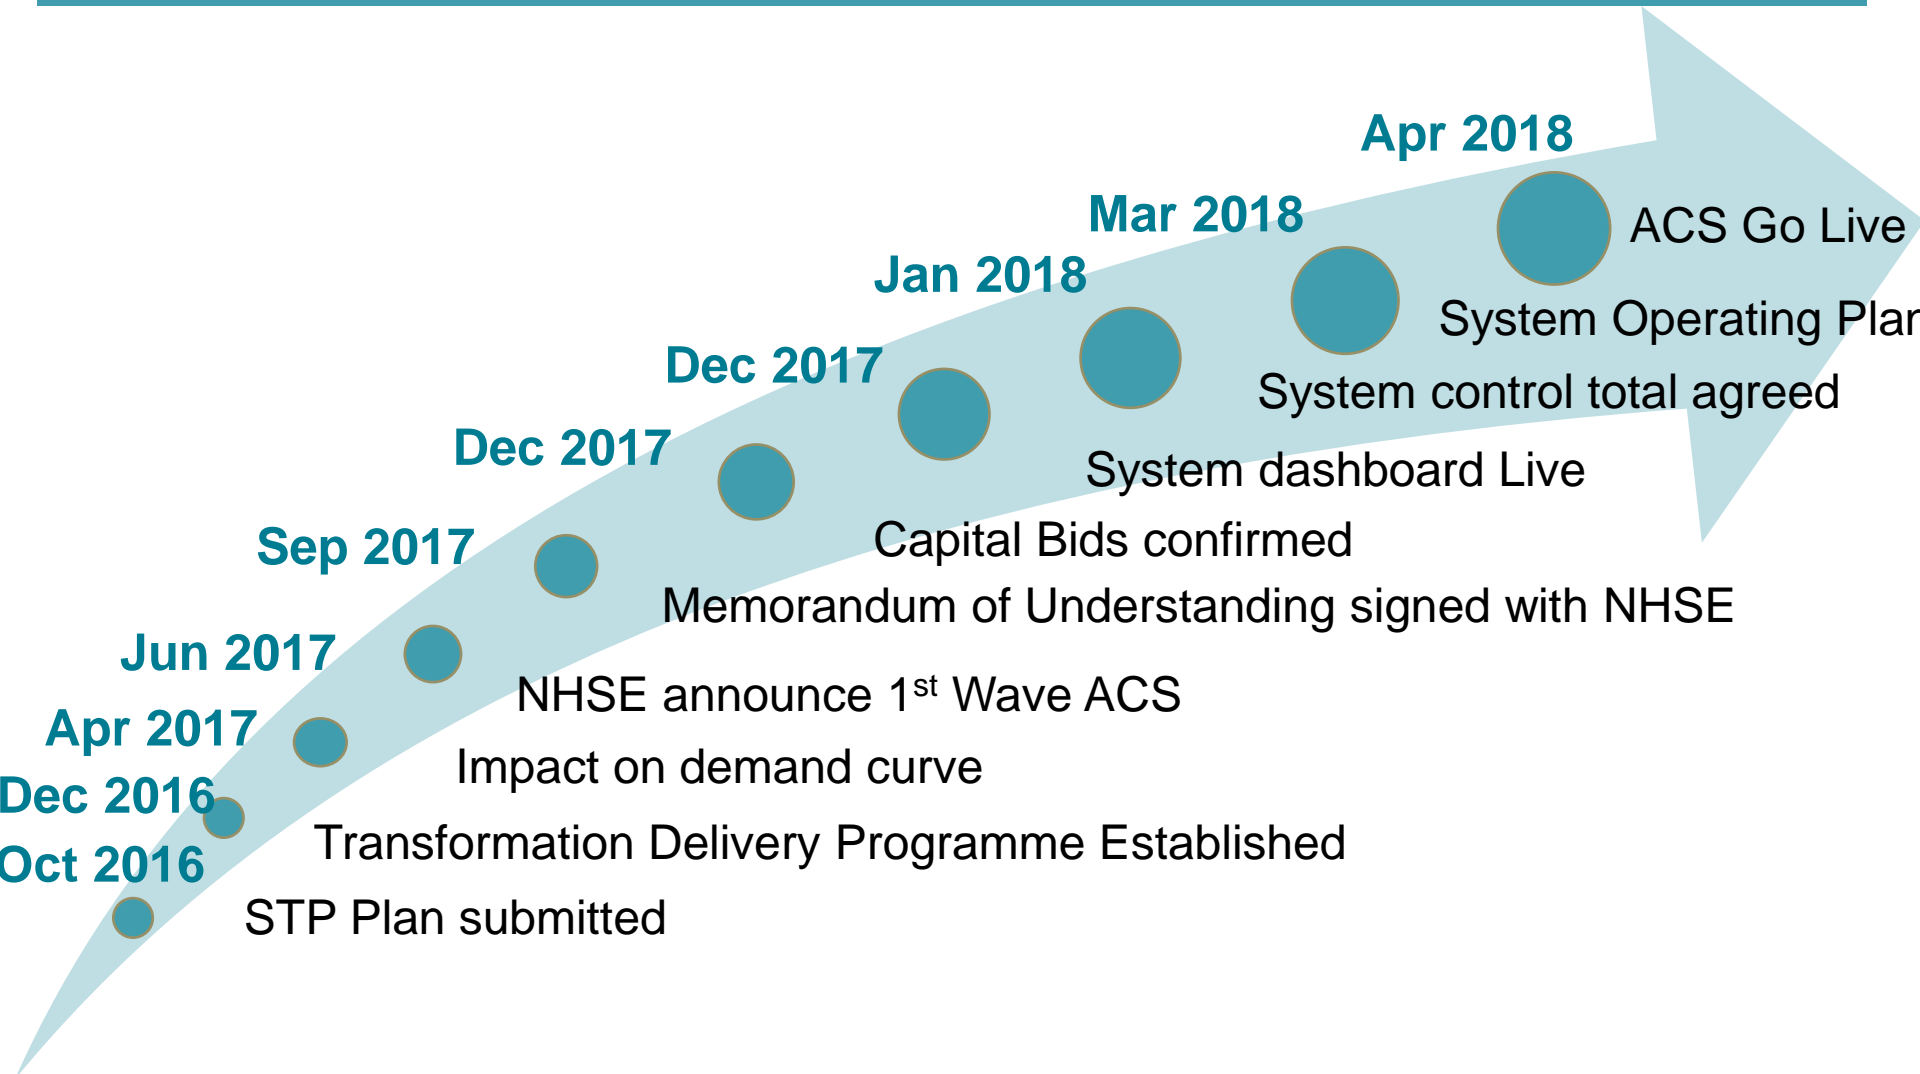 Apr 2018
ACS Go Live
Mar 2018
System Operating Plan
Jan 2018
System control total agreed
Dec 2017
System dashboard Live
Dec 2017
Capital Bids confirmed
Sep 2017
Memorandum of Understanding signed with NHSE
Jun 2017
NHSE announce 1st Wave ACS
Apr 2017
Impact on demand curve
Dec 2016
Transformation Delivery Programme Established
Oct 2016
STP Plan submitted